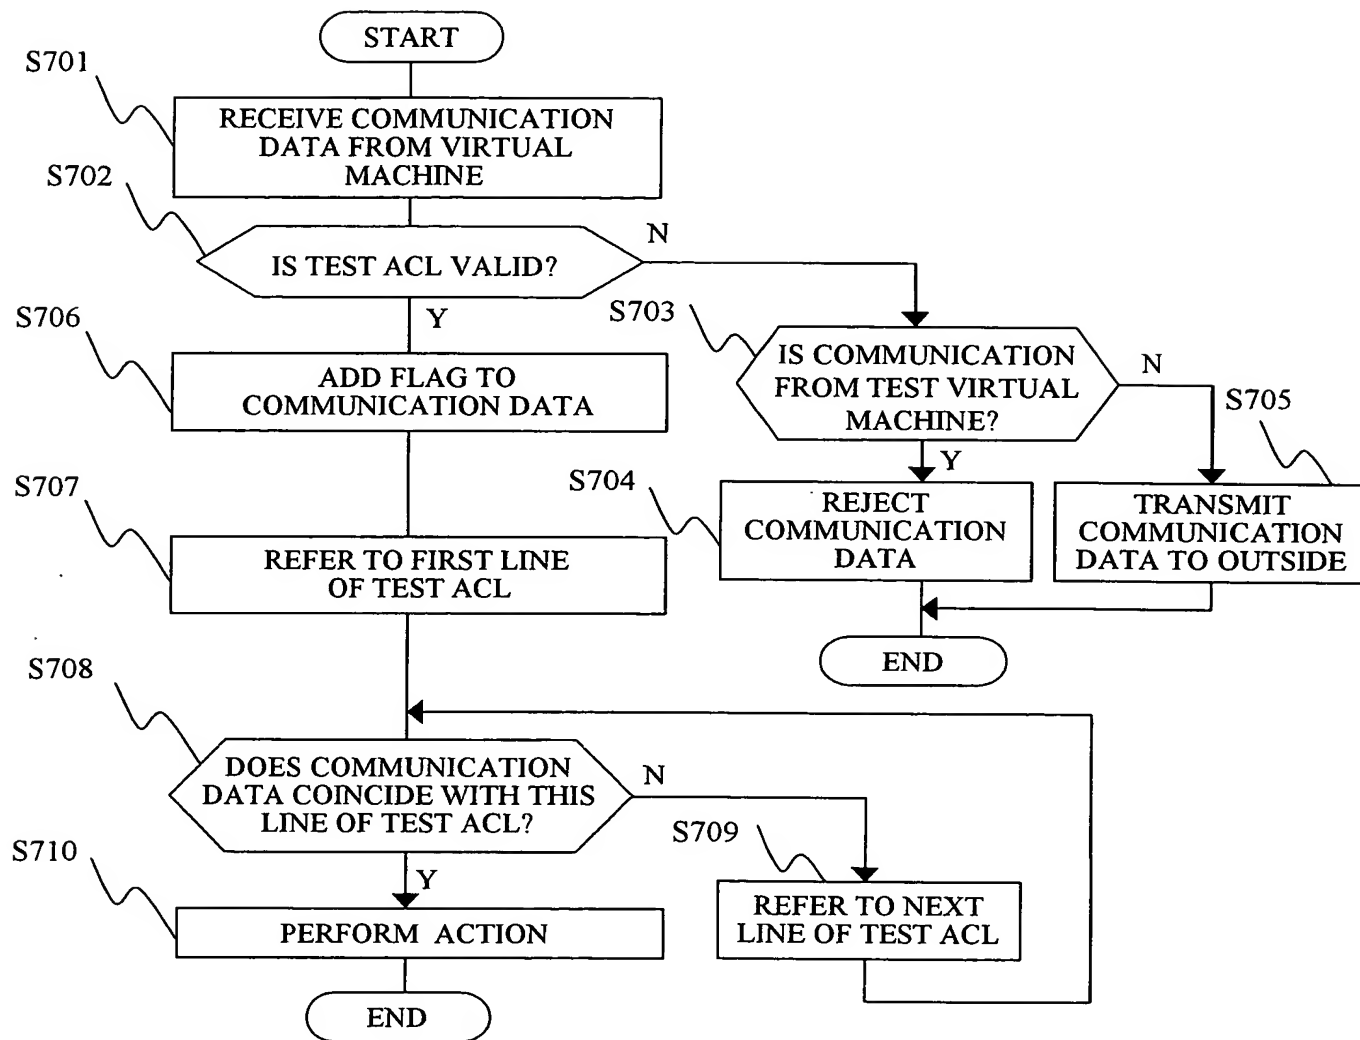 START
S701
RECEIVE COMMUNICATION
DATA FROM VIRTUAL
MACHINE
S702
IS TEST ACL VALID?
N
Y
S703
IS COMMUNICATION
FROM TEST VIRTUAL
MACHINE?
N
Y
S704
REJECT
COMMUNICATION
DATA
S705
TRANSMIT
COMMUNICATION
DATA TO OUTSIDE
END
S706
ADD FLAG TO
COMMUNICATION DATA
S707
REFER TO FIRST LINE
OF TEST ACL
S708
DOES COMMUNICATION
DATA COINCIDE WITH THIS
LINE OF TEST ACL?
N
Y
S709
REFER TO NEXT
LINE OF TEST ACL
S710
PERFORM ACTION
END